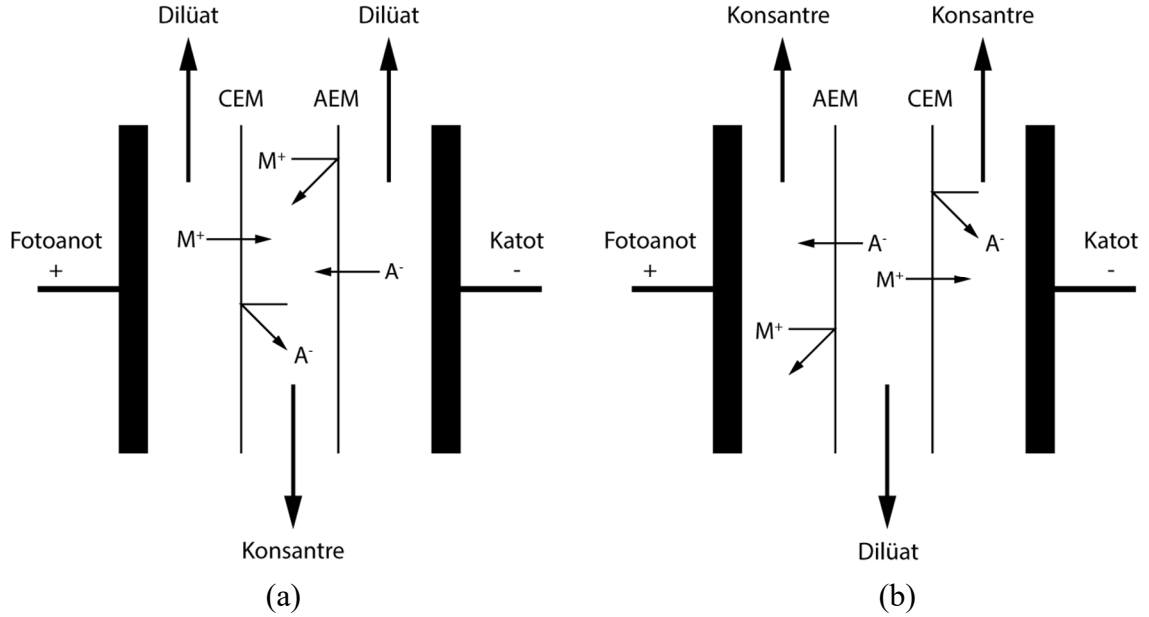 Dilüat Dilüat
CEM AEM
M⁺
M⁺
Fotoanot
+
Katot
-
A⁻
A⁻
Konsantre
(a)
Konsantre Konsantre
AEM CEM
A⁻ A⁻
M⁺
Fotoanot
+
Katot
-
M⁺
Dilüat
(b)